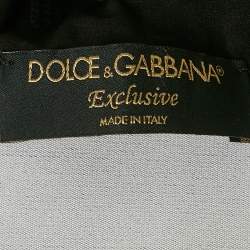 DOLCE & GABBANA®
Exclusive
MADE IN ITALY